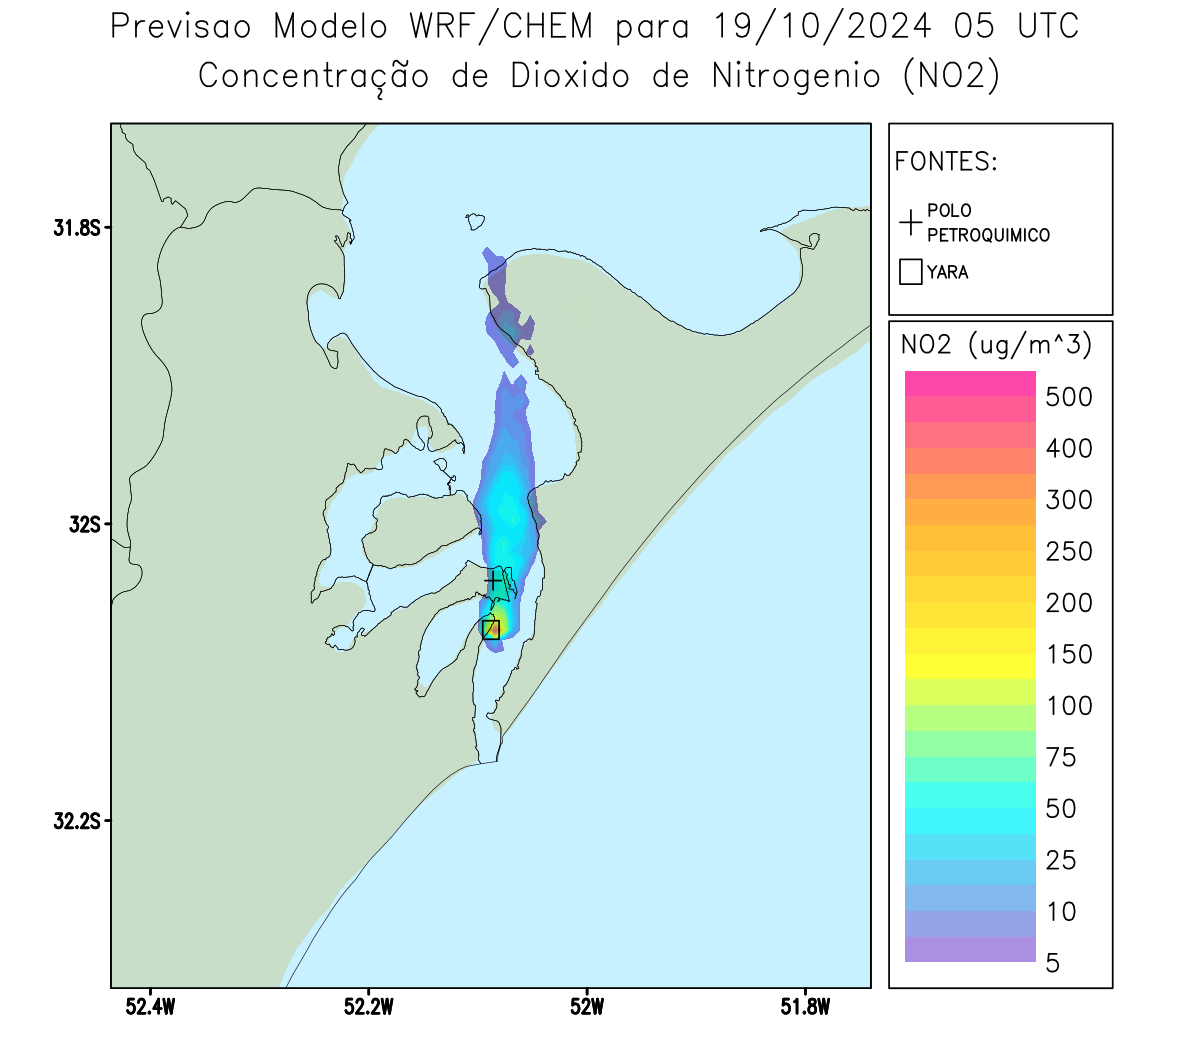 Previsao Modelo WRF/CHEM para 19/10/2024 05 UTC
Concentração de Dioxido de Nitrogenio (NO2)
FONTES:
POLO
PETROQUIMICO
YARA
NO2 (ug/m^3)
500
400
300
250
200
150
100
75
50
25
10
5
31.8S
32S
32.2S
52.4W
52.2W
52W
51.8W